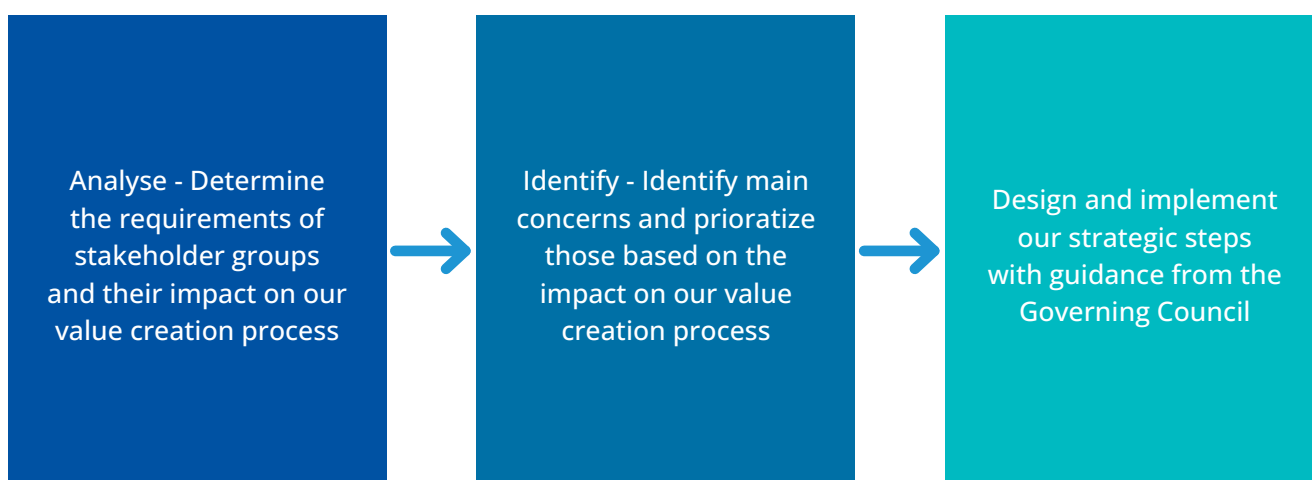 Analyse - Determine
the requirements of
stakeholder groups
and their impact on our
value creation process
Identify - Identify main
concerns and prioratize
those based on the
impact on our value
creation process
Design and implement
our strategic steps
with guidance from the
Governing Council